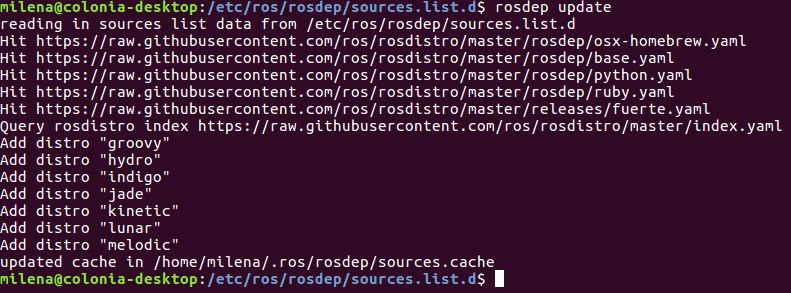 milena@colonia-desktop:/etc/ros/rosdep/sources.list.d$ rosdep update
reading in sources list data from /etc/ros/rosdep/sources.list.d
Hit https://raw.githubusercontent.com/ros/rosdistro/master/rosdep/osx-homebrew.yaml
Hit https://raw.githubusercontent.com/ros/rosdistro/master/rosdep/base.yaml
Hit https://raw.githubusercontent.com/ros/rosdistro/master/rosdep/python.yaml
Hit https://raw.githubusercontent.com/ros/rosdistro/master/rosdep/ruby.yaml
Hit https://raw.githubusercontent.com/ros/rosdistro/master/releases/fuerte.yaml
Query rosdistro index https://raw.githubusercontent.com/ros/rosdistro/master/index.yaml
Add distro "groovy"
Add distro "hydro"
Add distro "indigo"
Add distro "jade"
Add distro "kinetic"
Add distro "lunar"
Add distro "melodic"
updated cache in /home/milena/.ros/rosdep/sources.cache
milena@colonia-desktop:/etc/ros/rosdep/sources.list.d$